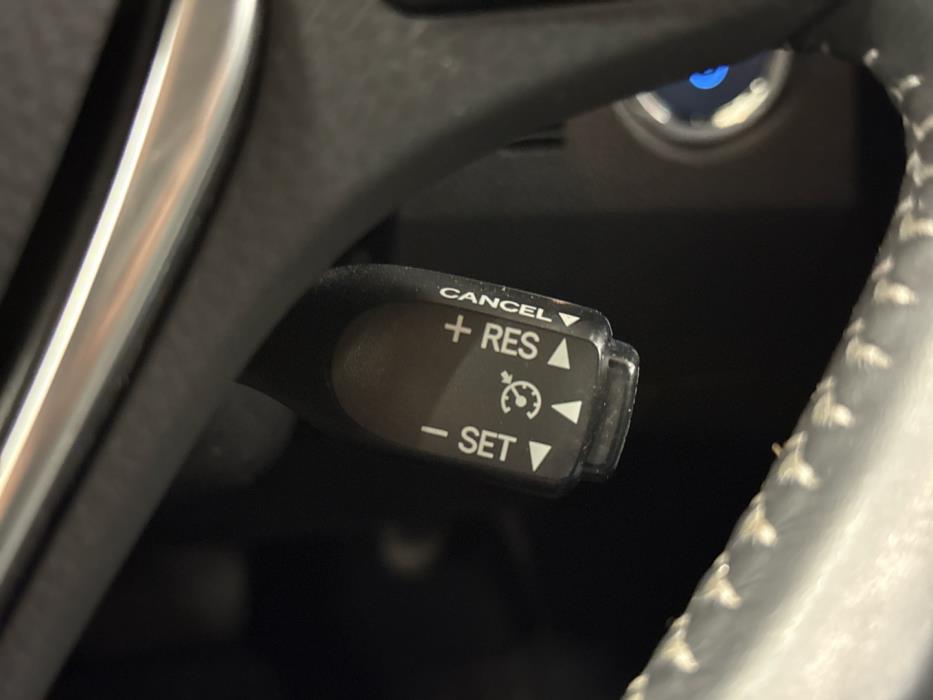 CANCEL
+ RES
- SET